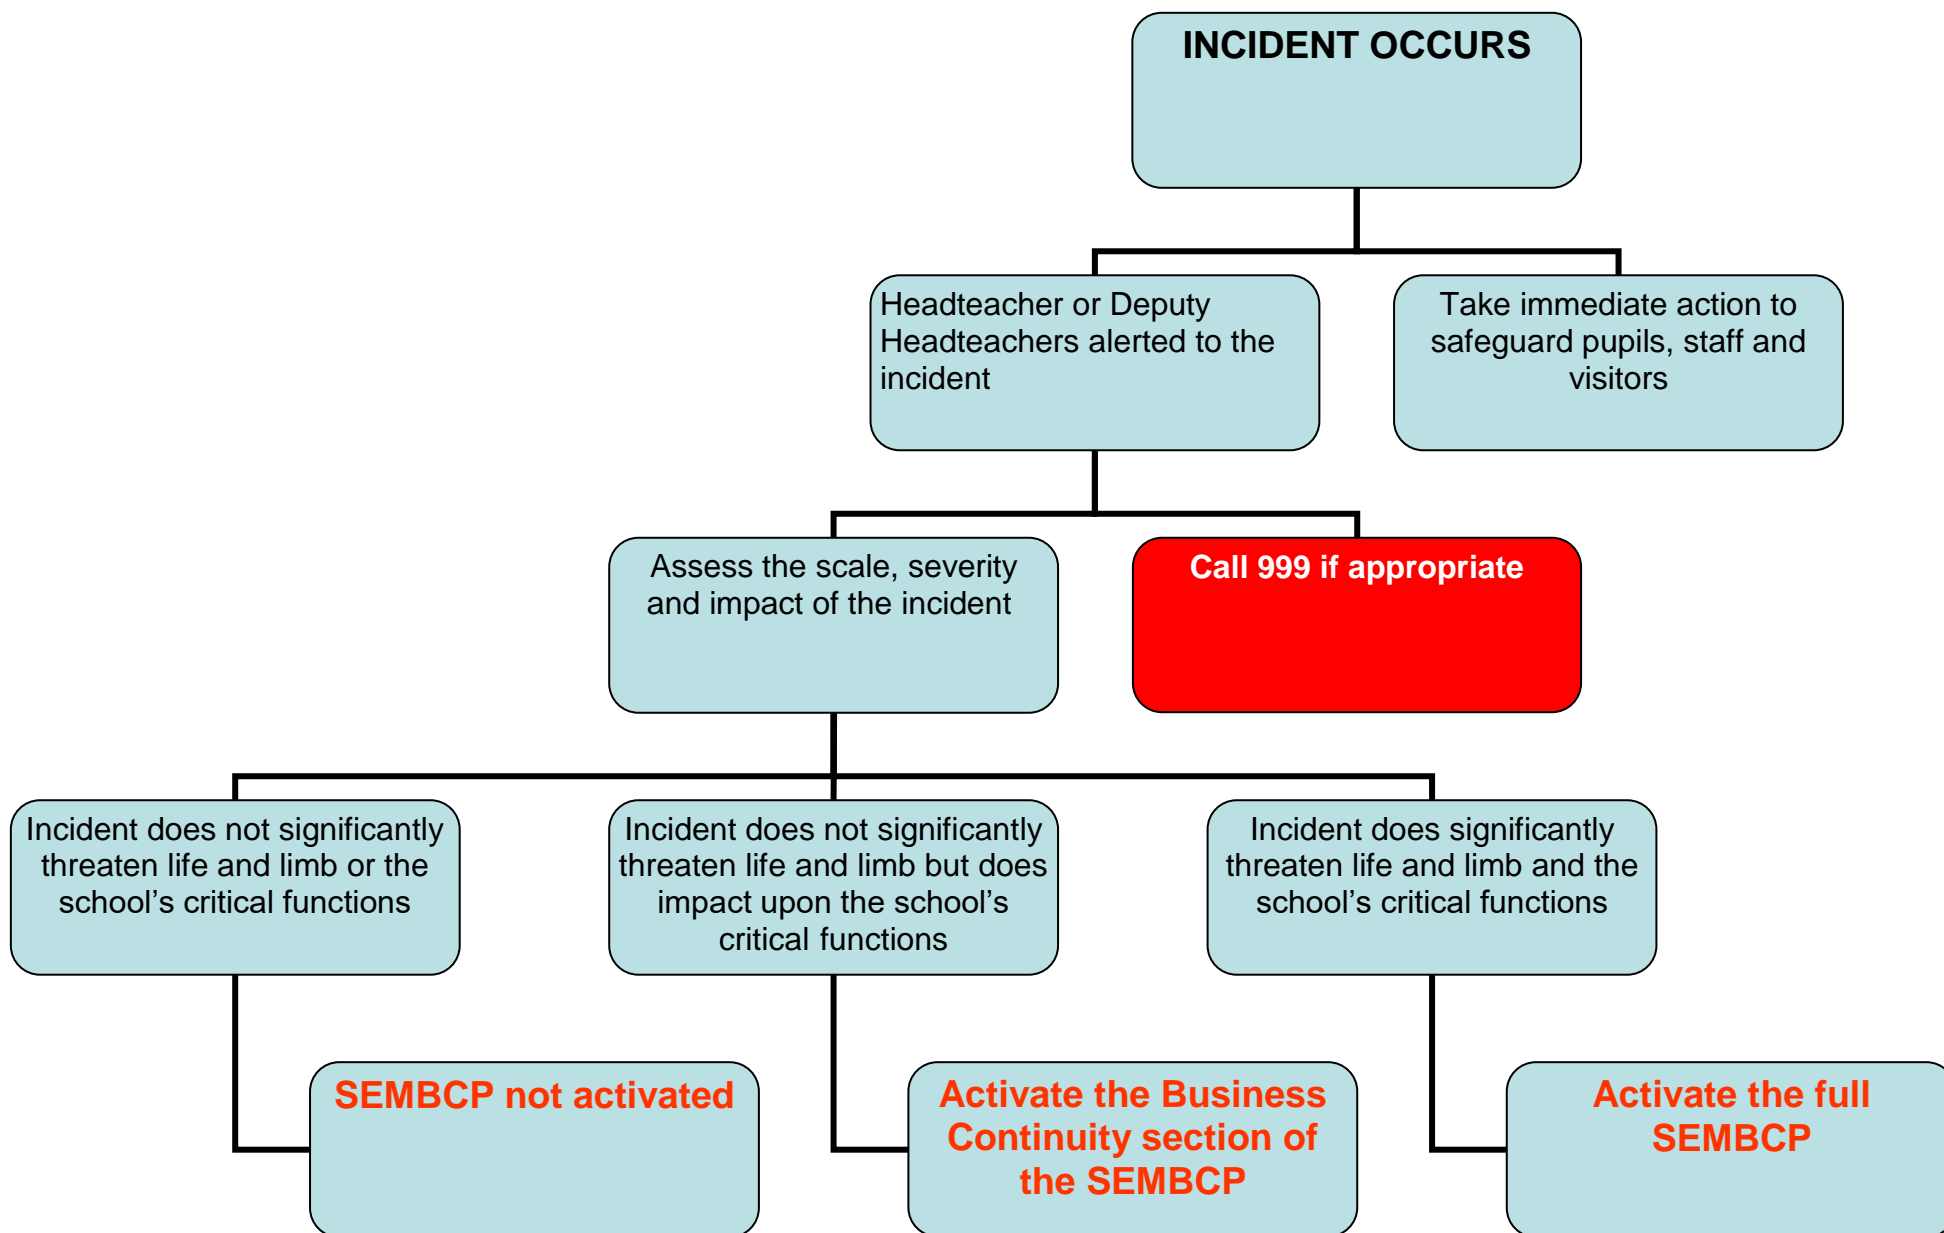 INCIDENT OCCURS
Headteacher or Deputy
Headteachers alerted to the
incident
Take immediate action to
safeguard pupils, staff and
visitors
Assess the scale, severity
and impact of the incident
Call 999 if appropriate
Incident does not significantly
threaten life and limb or the
school’s critical functions
Incident does not significantly
threaten life and limb but does
impact upon the school’s
critical functions
Incident does significantly
threaten life and limb and the
school’s critical functions
SEMBCP not activated
Activate the Business
Continuity section of
the SEMBCP
Activate the full
SEMBCP